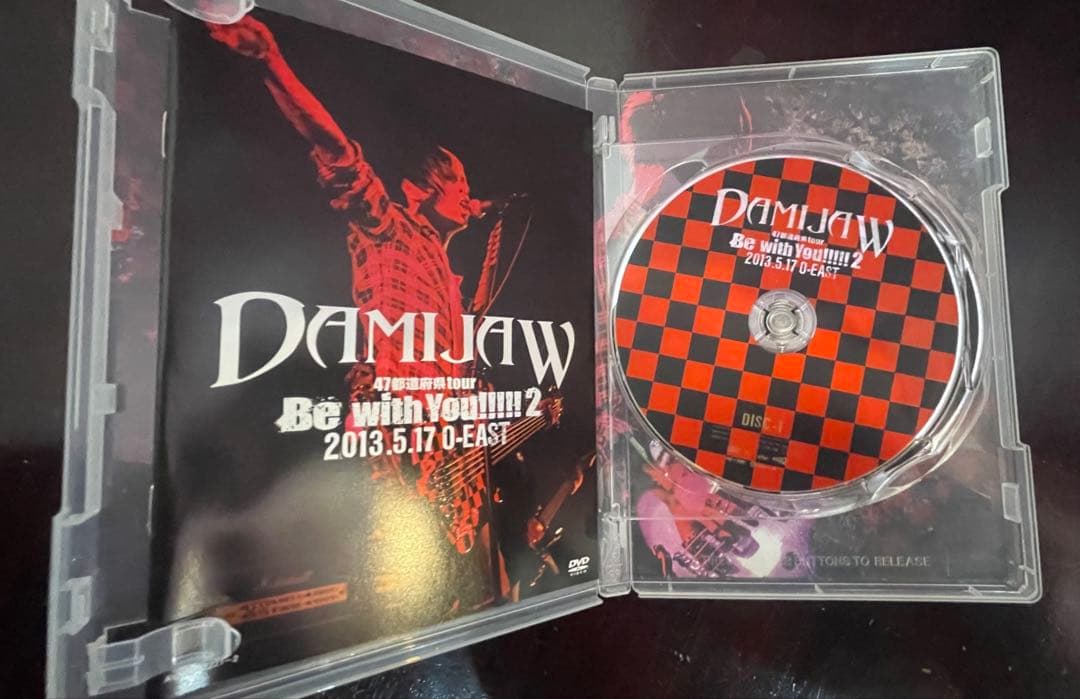 DAMIJAW
47都道府県tour
Be with You!!!!! 2
2013.5.17 O-EAST
DVD
VIDEO
DAMIJAW
47都道府県tour
Be with You!!!!! 2
2013.5.17 O-EAST
DISC-1
BUTTONS TO RELEASE